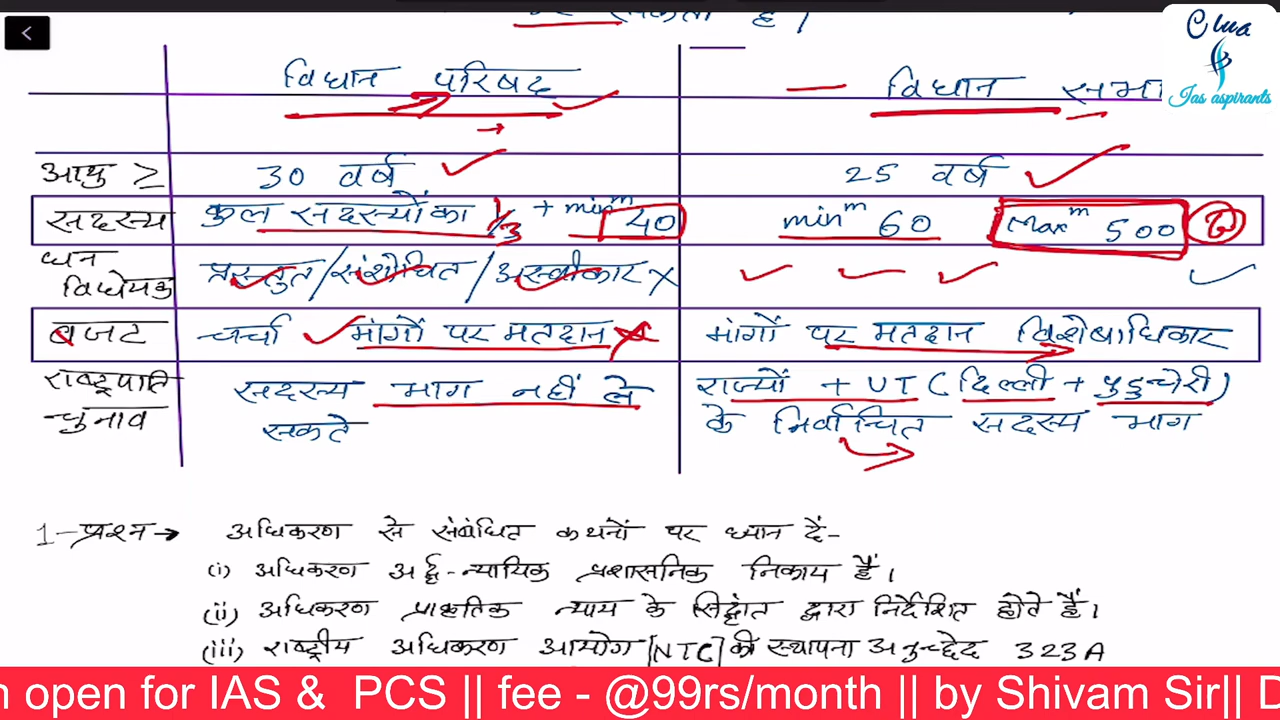 सकता है।
Clua
Ias aspirants
विधान परिषद विधान सभा
आयु ≥ 30 वर्ष 25 वर्ष
सदस्य कुल सदस्यों का 1/3 + minᵐ 40 minᵐ 60 Maxᵐ 500
धन विधेयक प्रस्तुत/संशोधित/अस्वीकार X
बजट चर्चा मांगों पर मतदान मांगों पर मतदान विशेषाधिकार
राष्ट्रपति सदस्य भाग नहीं ले राज्यों + UT (दिल्ली + पुडुच्चेरी)
चुनाव सकते के निर्वाचित सदस्य भाग
1-प्रश्न → अधिकरण से संबंधित कथनों पर ध्यान दें-
(i) अधिकरण अर्द्ध-न्यायिक प्रशासनिक निकाय हैं।
(ii) अधिकरण प्राकृतिक न्याय के सिद्धांत द्वारा निर्देशित होते हैं।
(iii) राष्ट्रीय अधिकरण आयोग [NTC] की स्थापना अनुच्छेद 323A
n open for IAS & PCS || fee - @99rs/month || by Shivam Sir|| D